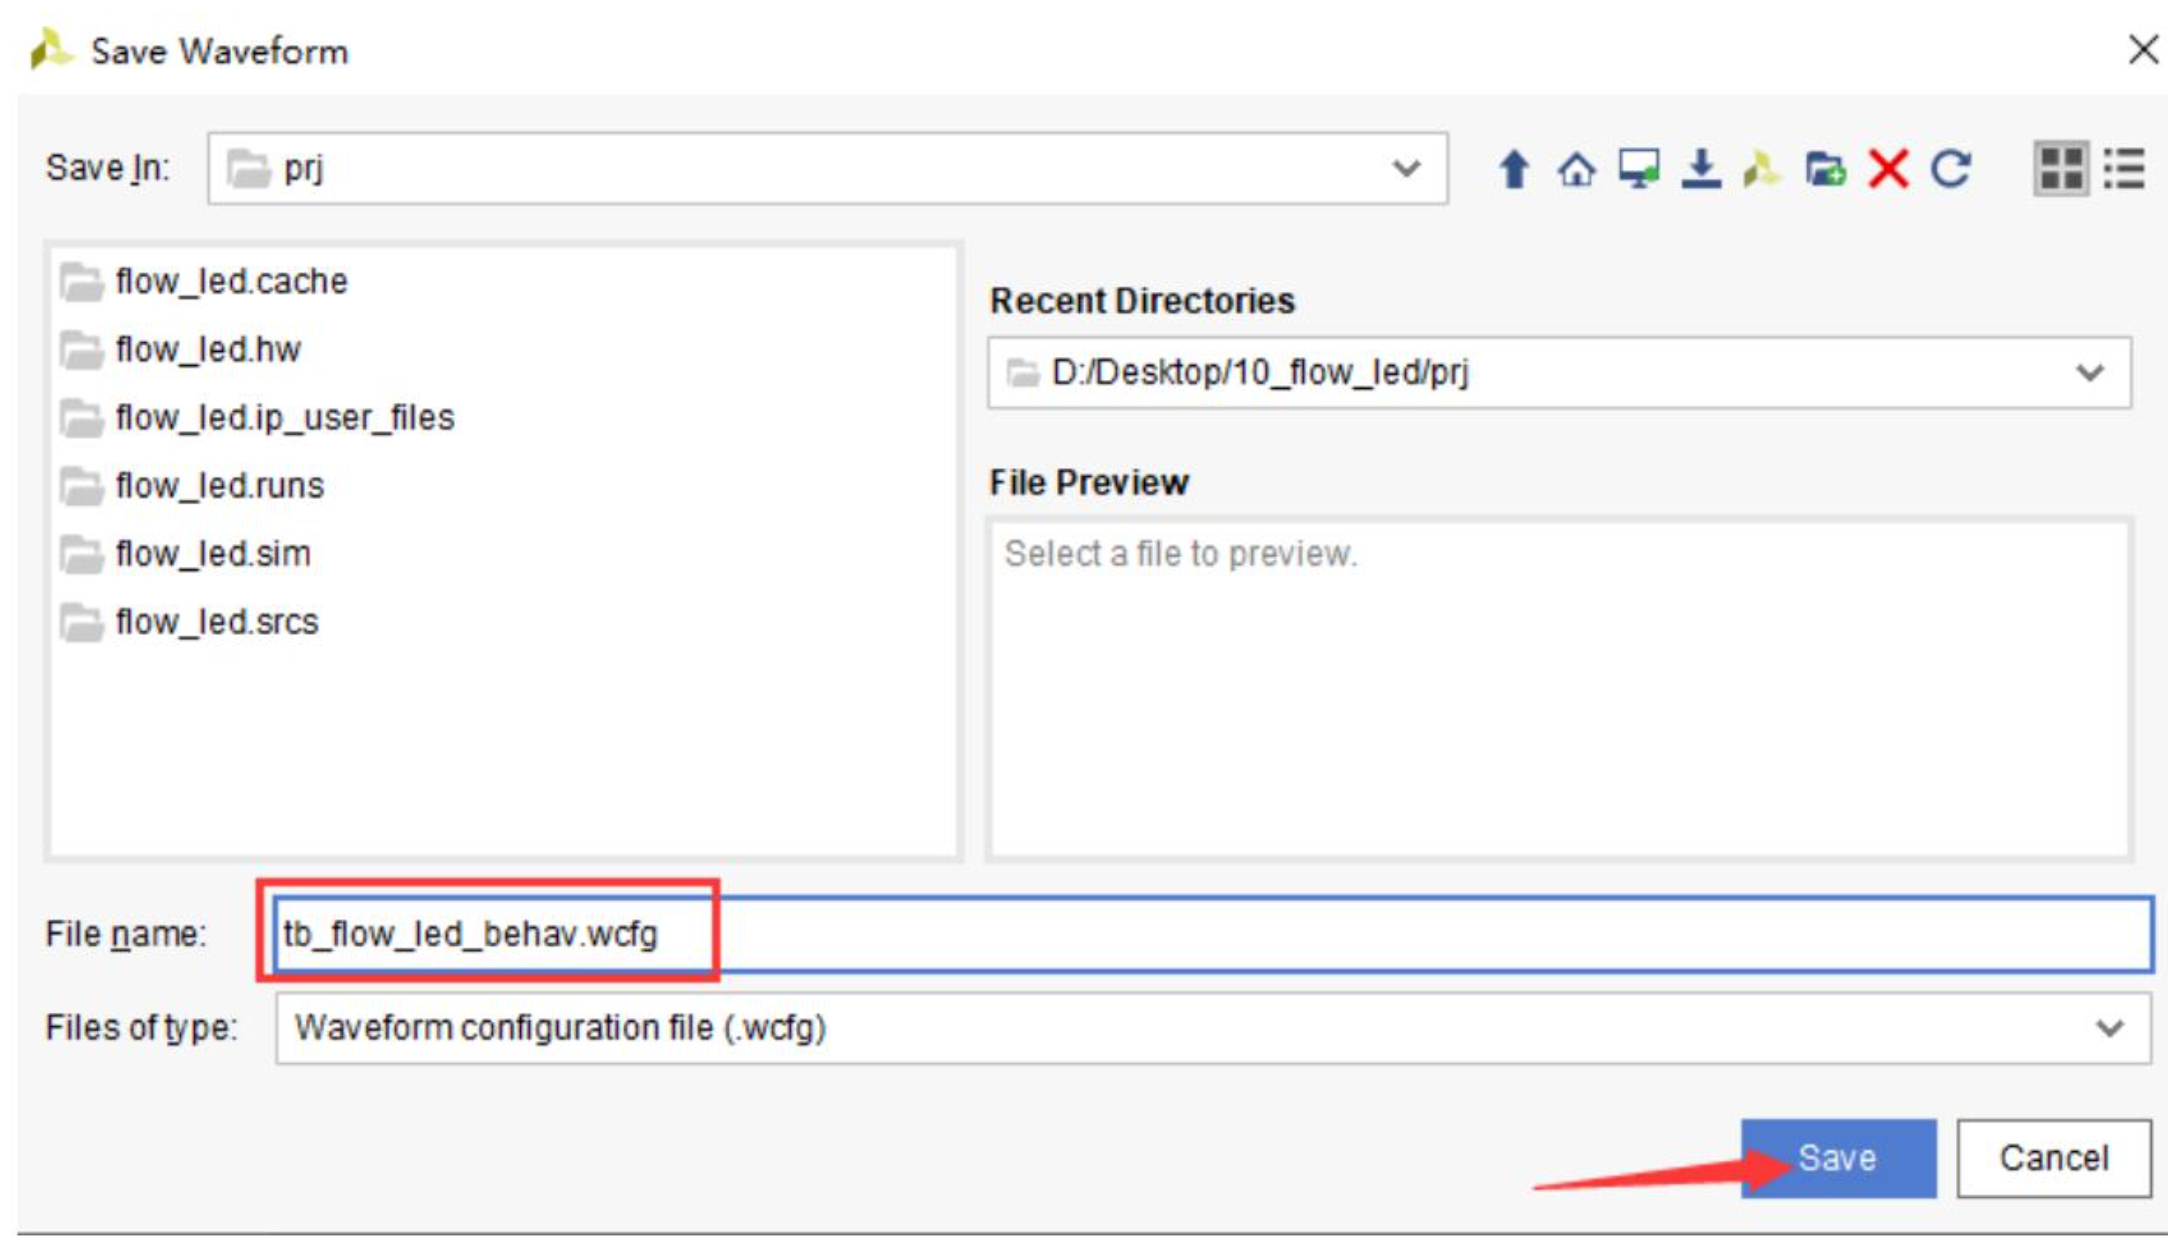 Save Waveform
Save In: prj
flow_led.cache
flow_led.hw
flow_led.ip_user_files
flow_led.runs
flow_led.sim
flow_led.srcs
Recent Directories
D:/Desktop/10_flow_led/prj
File Preview
Select a file to preview.
File name: tb_flow_led_behav.wcfg
Files of type: Waveform configuration file (.wcfg)
Save Cancel